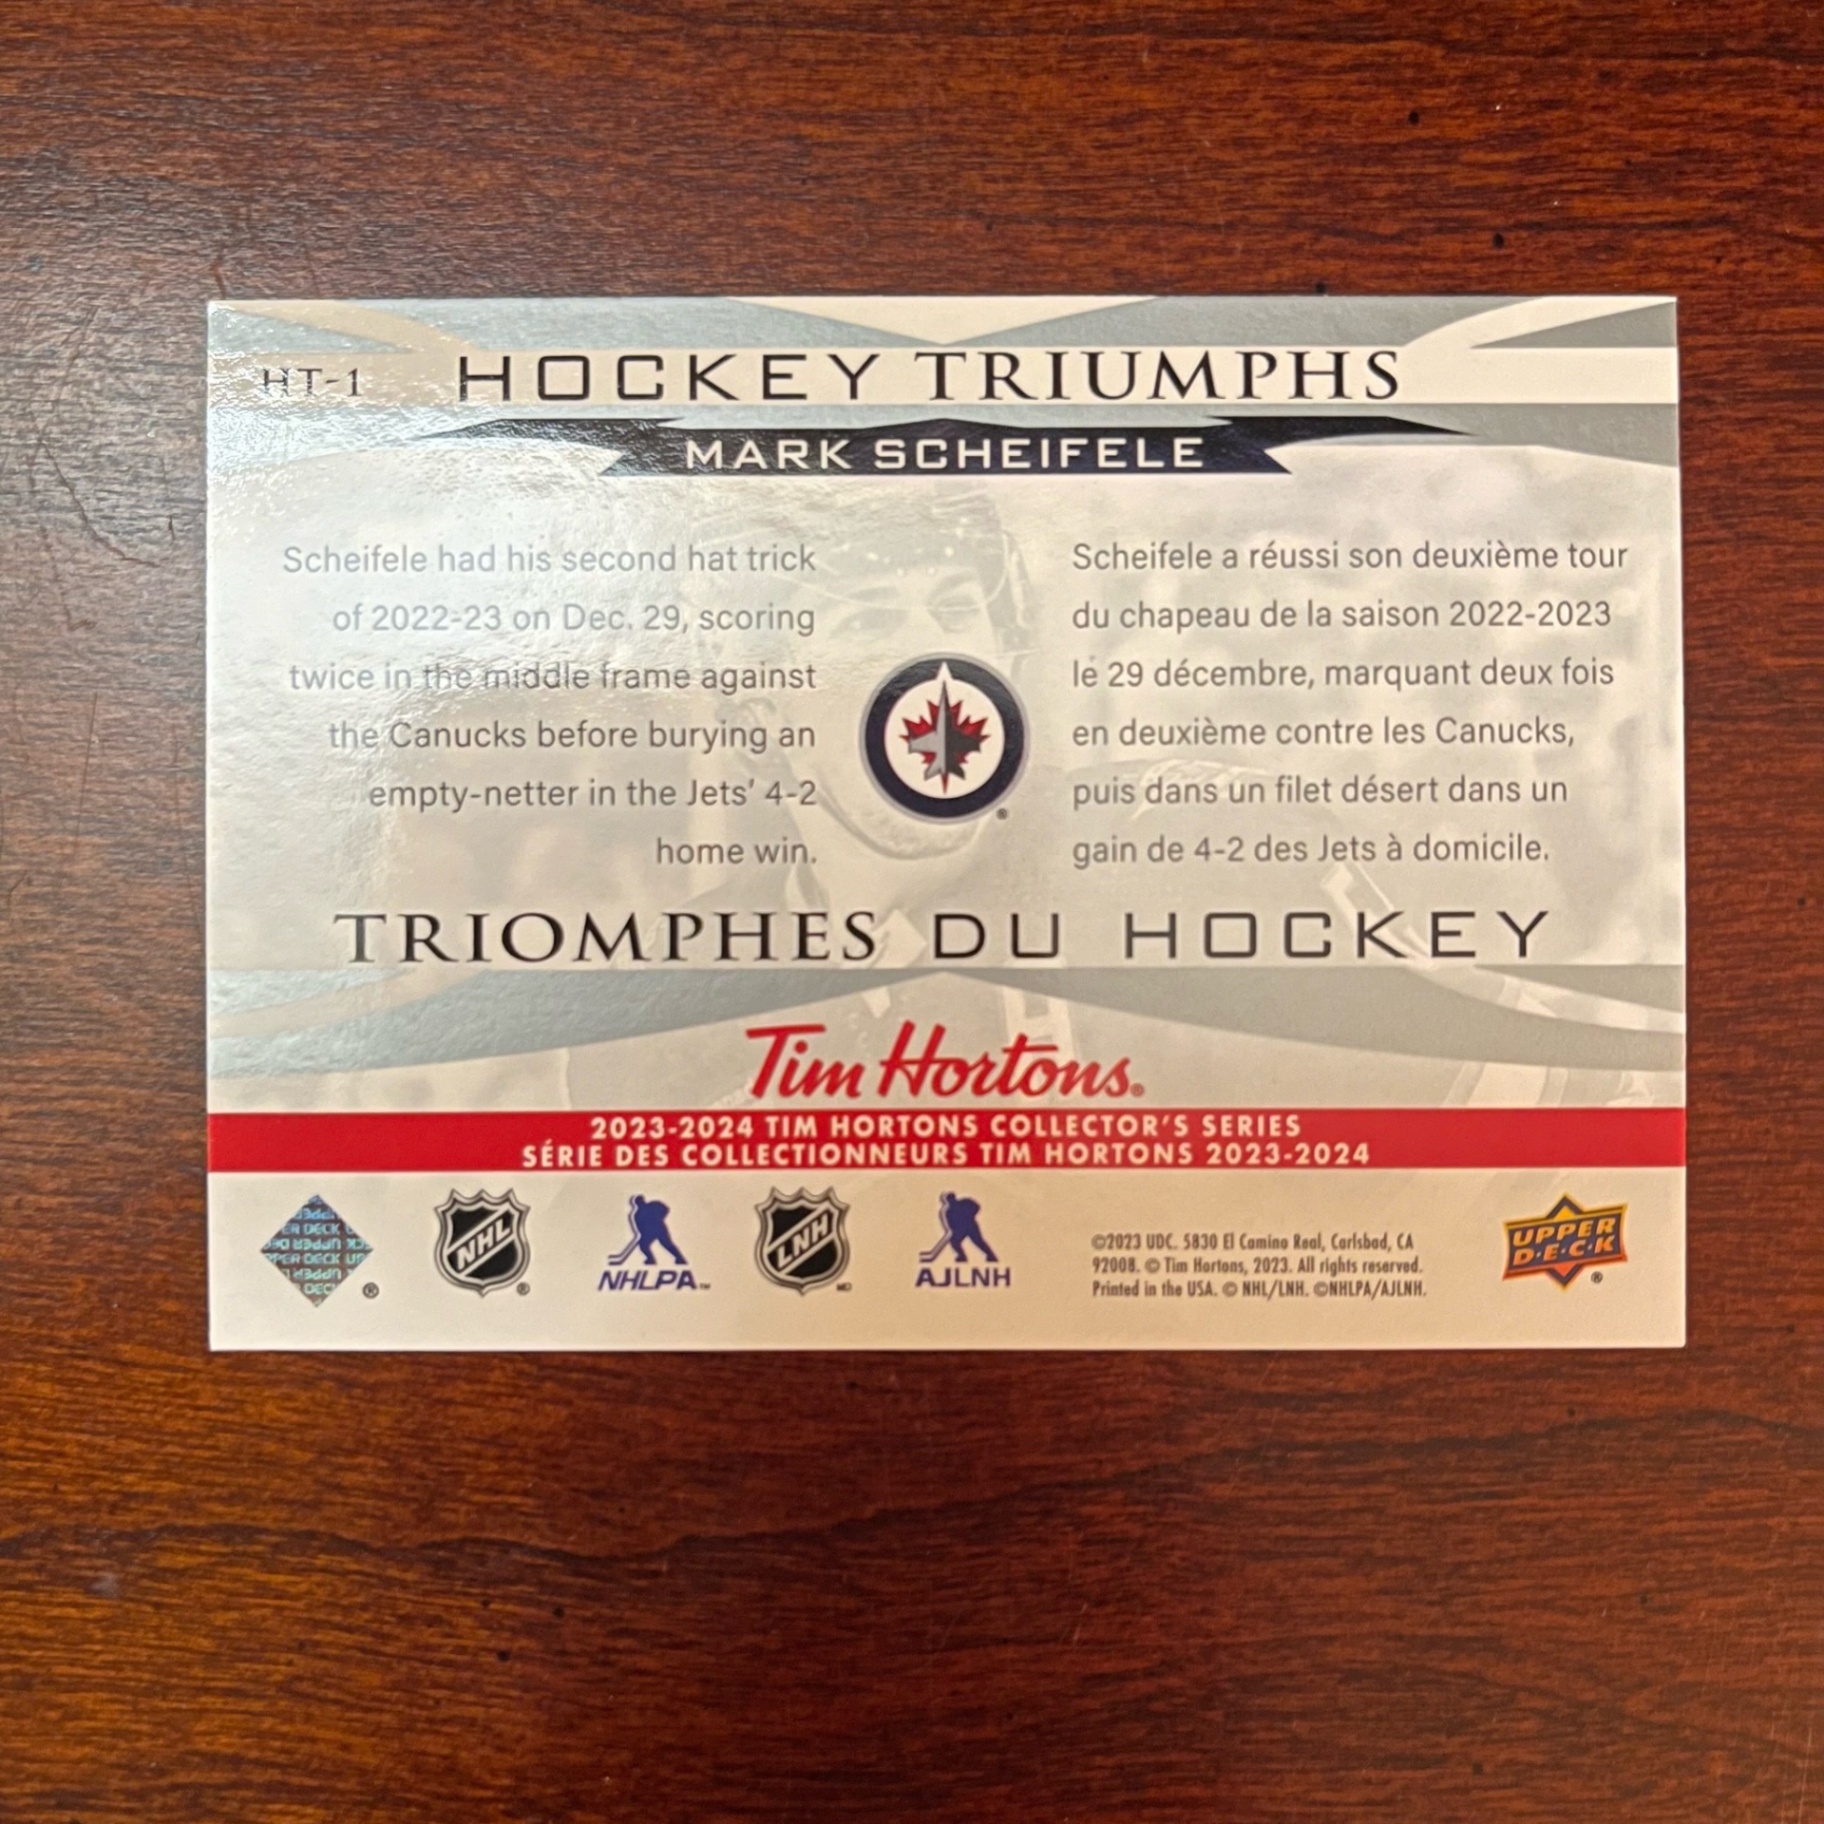 HT-1
HOCKEY TRIUMPHS
MARK SCHEIFELE
Scheifele had his second hat trick
of 2022-23 on Dec. 29, scoring
twice in the middle frame against
the Canucks before burying an
empty-netter in the Jets' 4-2
home win.
Scheifele a réussi son deuxième tour
du chapeau de la saison 2022-2023
le 29 décembre, marquant deux fois
en deuxième contre les Canucks,
puis dans un filet désert dans un
gain de 4-2 des Jets à domicile.
®
TRIOMPHES DU HOCKEY
Tim Hortons®
2023-2024 TIM HORTONS COLLECTOR'S SERIES
SÉRIE DES COLLECTIONNEURS TIM HORTONS 2023-2024
UPPER DECK
®
NHL
®
NHLPA™
LNH
MD
AJLNH
©2023 UDC. 5830 El Camino Real, Carlsbad, CA
92008. © Tim Hortons, 2023. All rights reserved.
Printed in the USA. © NHL/LNH. ©NHLPA/AJLNH.
UPPER
D·E·C·K
®